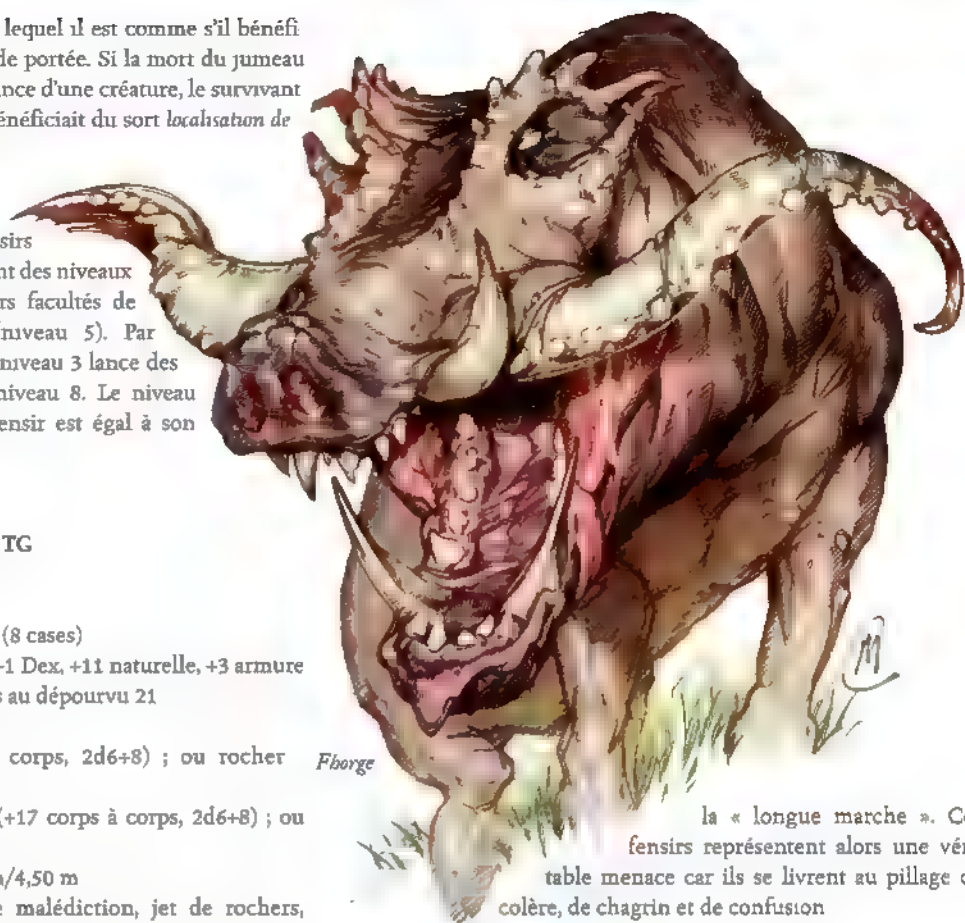 lequel il est comme s'il bénéfi
de portée. Si la mort du jumeau
ance d'une créature, le survivant
énéficiait du sort localisation de
sirs
nt des niveaux
rs facultés de
niveau 5). Par
niveau 3 lance des
niveau 8. Le niveau
ensir est égal à son
TG
(8 cases)
-1 Dex, +11 naturelle, +3 armure
s au dépourvu 21
corps, 2d6+8) ; ou rocher
Fhorge
(+17 corps à corps, 2d6+8) ; ou
/4,50 m
e malédiction, jet de rochers,
la « longue marche ». Ce
fensirs représentent alors une véri
table menace car ils se livrent au pillage
colère, de chagrin et de confusion